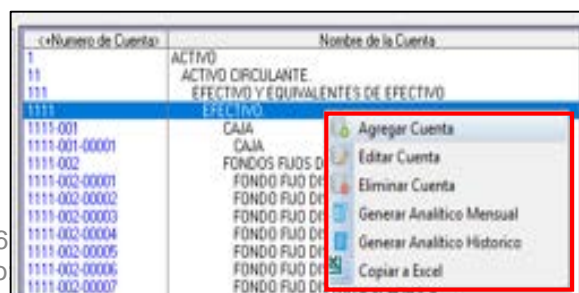 <+Numero de Cuenta> Nombre de la Cuenta
1 ACTIVO
11 ACTIVO CIRCULANTE.
111 EFECTIVO Y EQUIVALENTES DE EFECTIVO
1111 EFECTIVO.
1111-001 CAJA
1111-001-00001 CAJA
1111-002 FONDOS FIJOS D
1111-002-00001 FONDO FIJO DI
1111-002-00002 FONDO FIJO DI
1111-002-00003 FONDO FIJO DI
1111-002-00004 FONDO FIJO DI
1111-002-00005 FONDO FIJO DI
1111-002-00006 FONDO FIJO DI
1111-002-00007 FONDO FIJO DI
Agregar Cuenta
Editar Cuenta
Eliminar Cuenta
Generar Analítico Mensual
Generar Analítico Historico
Copiar a Excel